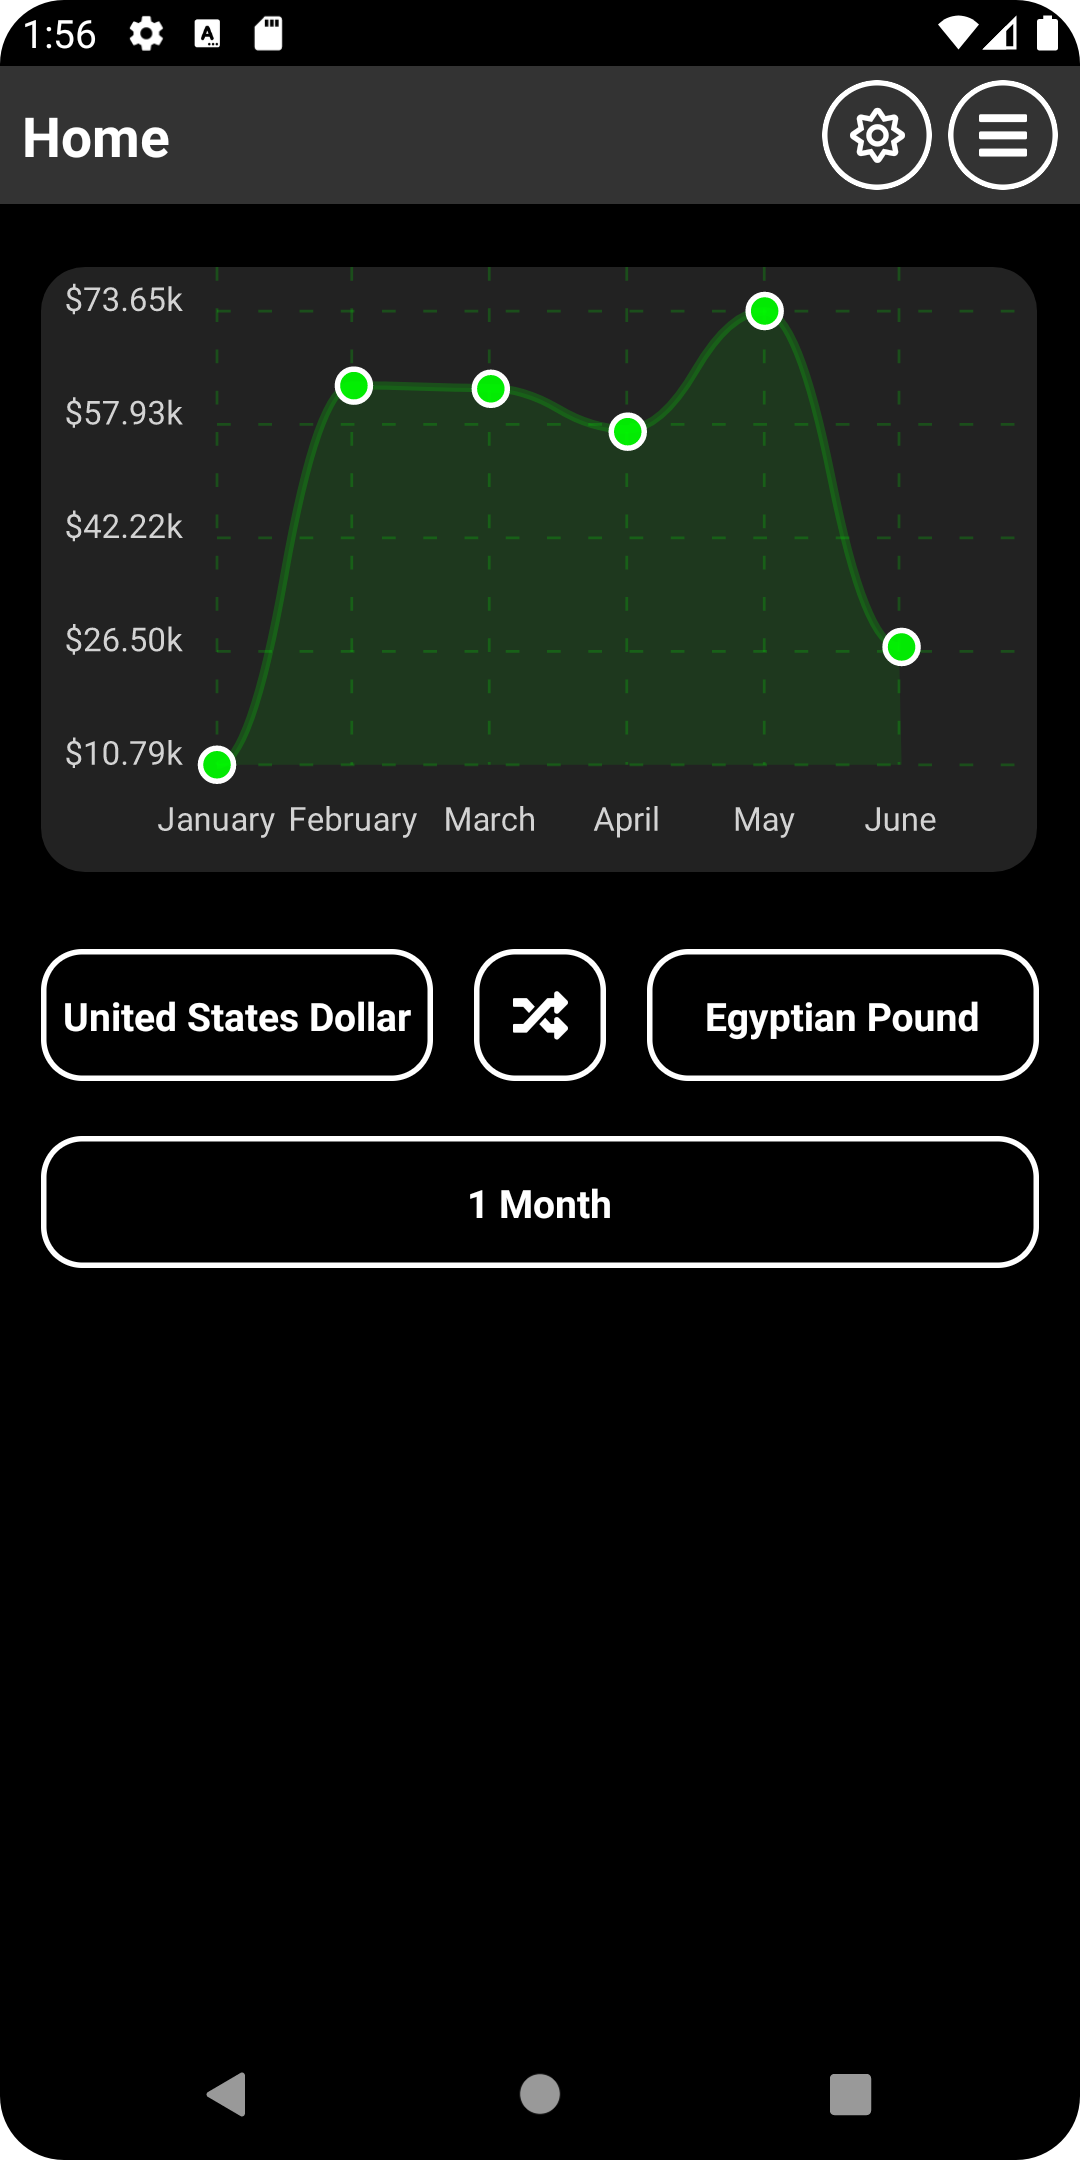 1:56
Home
$73.65k
$57.93k
$42.22k
$26.50k
$10.79k
January February March April May June
United States Dollar
Egyptian Pound
1 Month